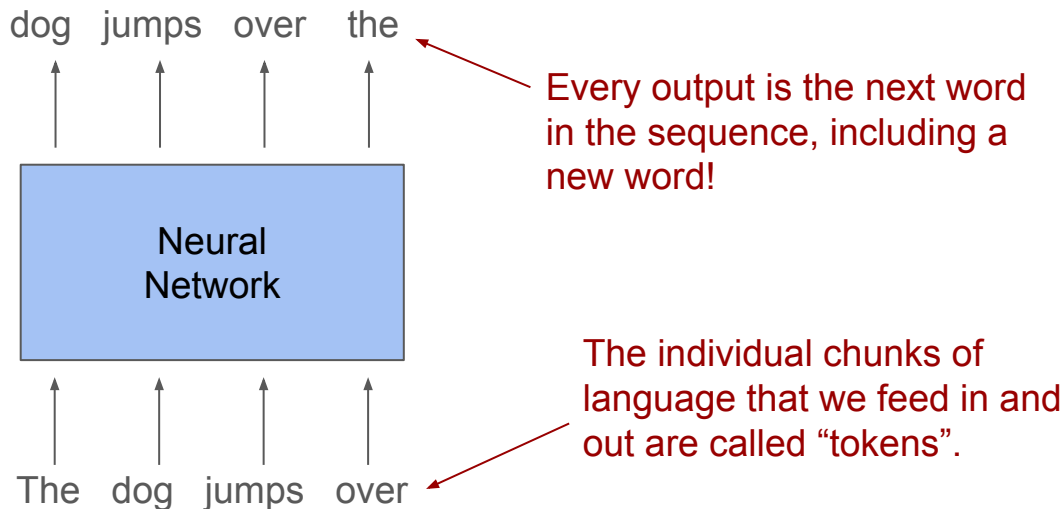 dog jumps over the
Every output is the next word
in the sequence, including a
new word!
Neural
Network
The individual chunks of
language that we feed in and
out are called “tokens”.
The dog jumps over